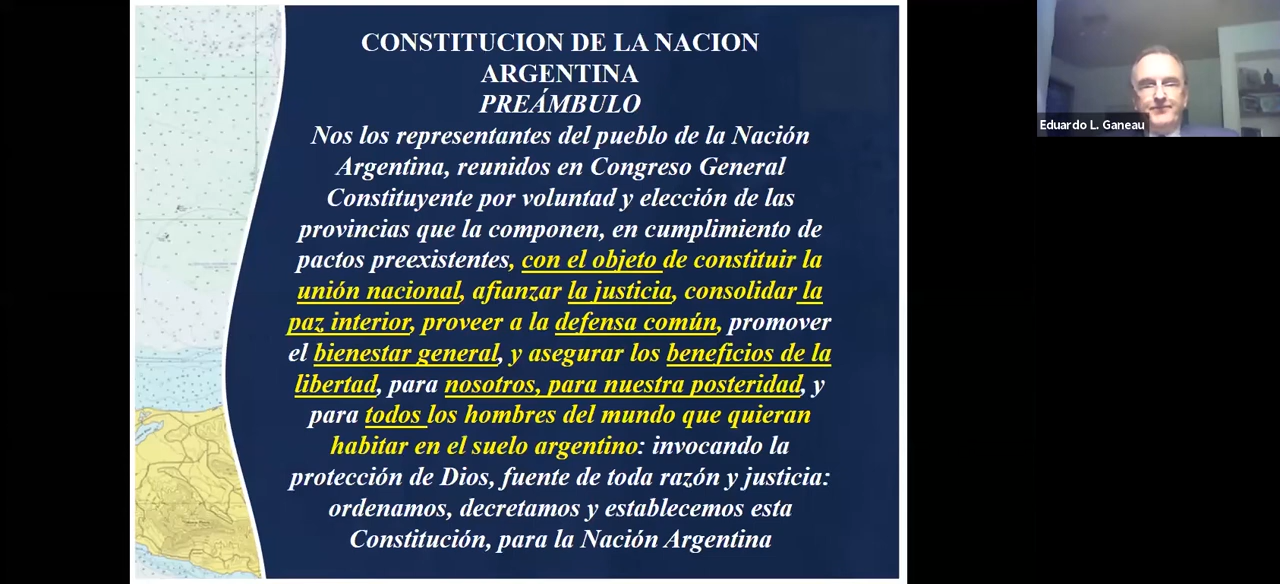 CONSTITUCION DE LA NACION
ARGENTINA
PREÁMBULO
Nos los representantes del pueblo de la Nación
Argentina, reunidos en Congreso General
Constituyente por voluntad y elección de las
provincias que la componen, en cumplimiento de
pactos preexistentes, con el objeto de constituir la
unión nacional, afianzar la justicia, consolidar la
paz interior, proveer a la defensa común, promover
el bienestar general, y asegurar los beneficios de la
libertad, para nosotros, para nuestra posteridad, y
para todos los hombres del mundo que quieran
habitar en el suelo argentino: invocando la
protección de Dios, fuente de toda razón y justicia:
ordenamos, decretamos y establecemos esta
Constitución, para la Nación Argentina
Eduardo L. Ganeau